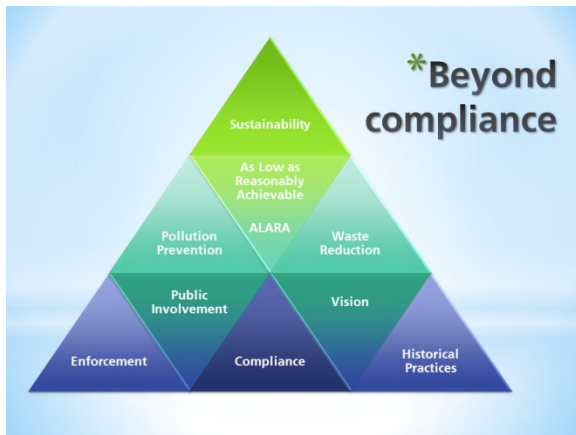 *Beyond
compliance
Sustainability
As Low as
Reasonably
Achievable
ALARA
Pollution
Prevention
Waste
Reduction
Public
Involvement
Vision
Enforcement
Compliance
Historical
Practices